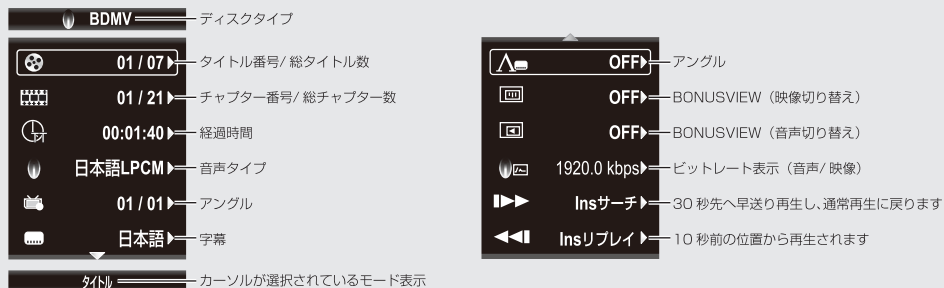 BDMV ディスクタイプ
01 / 07 タイトル番号/ 総タイトル数
01 / 21 チャプター番号/ 総チャプター数
00:01:40 経過時間
日本語LPCM 音声タイプ
01 / 01 アングル
日本語 字幕
タイトル カーソルが選択されているモード表示
OFF アングル
OFF BONUSVIEW（映像切り替え）
OFF BONUSVIEW（音声切り替え）
1920.0 kbps ビットレート表示（音声/ 映像）
Insサーチ 30 秒先へ早送り再生し、通常再生に戻ります
Insリプレイ 10 秒前の位置から再生されます